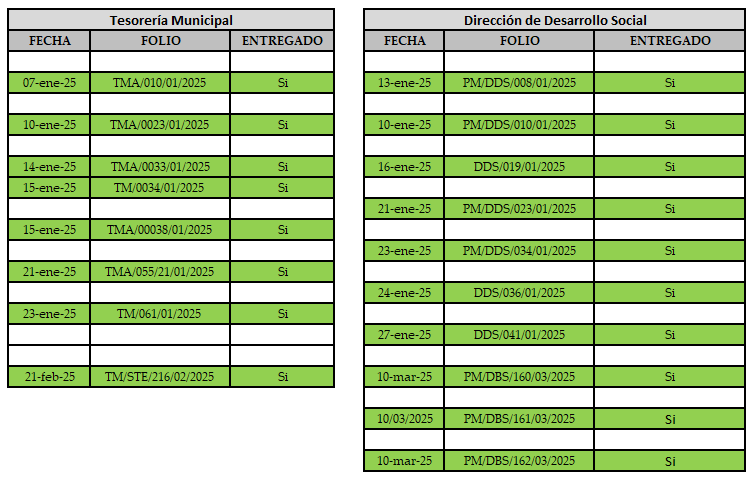 Tesorería Municipal
FECHA FOLIO ENTREGADO
07-ene-25 TMA/010/01/2025 Si
10-ene-25 TMA/0023/01/2025 Si
14-ene-25 TMA/0033/01/2025 Si
15-ene-25 TM/0034/01/2025 Si
15-ene-25 TMA/00038/01/2025 Si
21-ene-25 TMA/055/21/01/2025 Si
23-ene-25 TM/061/01/2025 Si
21-feb-25 TM/STE/216/02/2025 Si
Dirección de Desarrollo Social
FECHA FOLIO ENTREGADO
13-ene-25 PM/DDS/008/01/2025 Si
10-ene-25 PM/DDS/010/01/2025 Si
16-ene-25 DDS/019/01/2025 Si
21-ene-25 PM/DDS/023/01/2025 Si
23-ene-25 PM/DDS/034/01/2025 Si
24-ene-25 DDS/036/01/2025 Si
27-ene-25 DDS/041/01/2025 Si
10-mar-25 PM/DBS/160/03/2025 Si
10/03/2025 PM/DBS/161/03/2025 Si
10-mar-25 PM/DBS/162/03/2025 Si